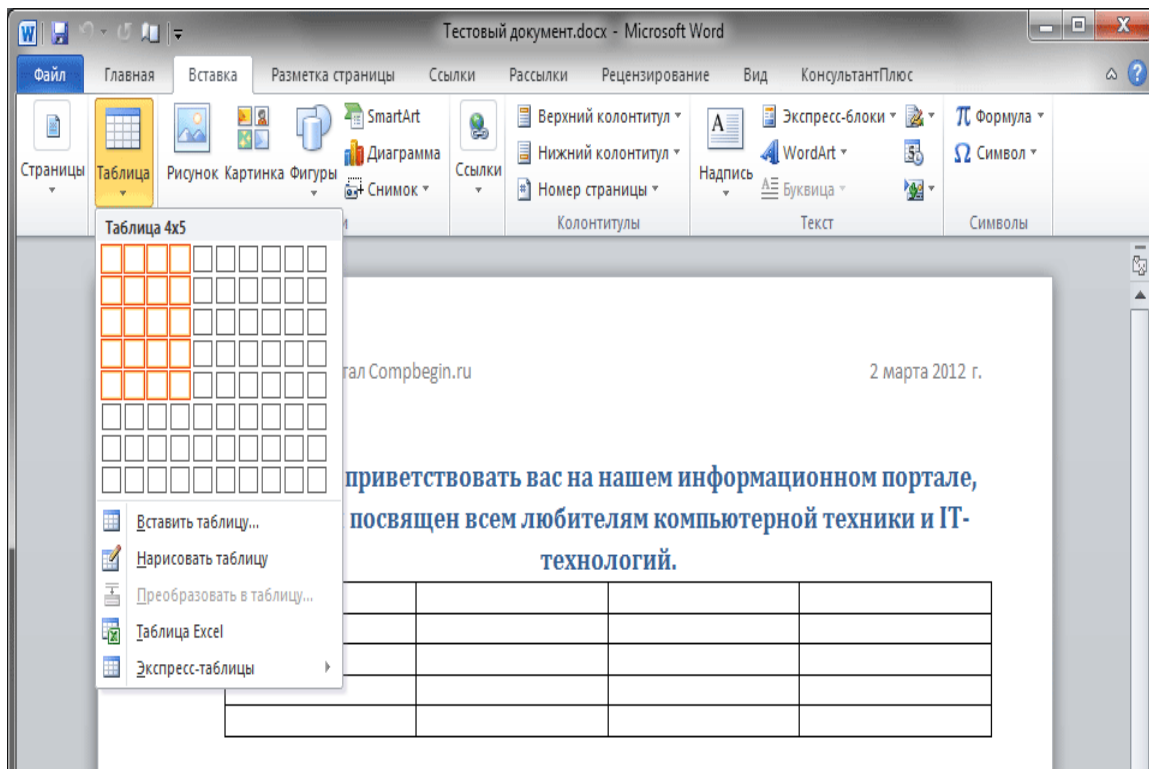 Тестовый документ.docx - Microsoft Word
Файл Главная Вставка Разметка страницы Ссылки Рассылки Рецензирование Вид КонсультантПлюс
Страницы
Таблица
Рисунок Картинка Фигуры
SmartArt
Диаграмма
Снимок
Ссылки
Верхний колонтитул
Нижний колонтитул
Номер страницы
Колонтитулы
Надпись
Экспресс-блоки
WordArt
Буквица
Текст
Формула
Символ
Символы
Таблица 4x5
Вставить таблицу...
Нарисовать таблицу
Преобразовать в таблицу...
Таблица Excel
Экспресс-таблицы
Compbegin.ru 2 марта 2012 г.
приветствовать вас на нашем информационном портале,
посвящен всем любителям компьютерной техники и IT-
технологий.